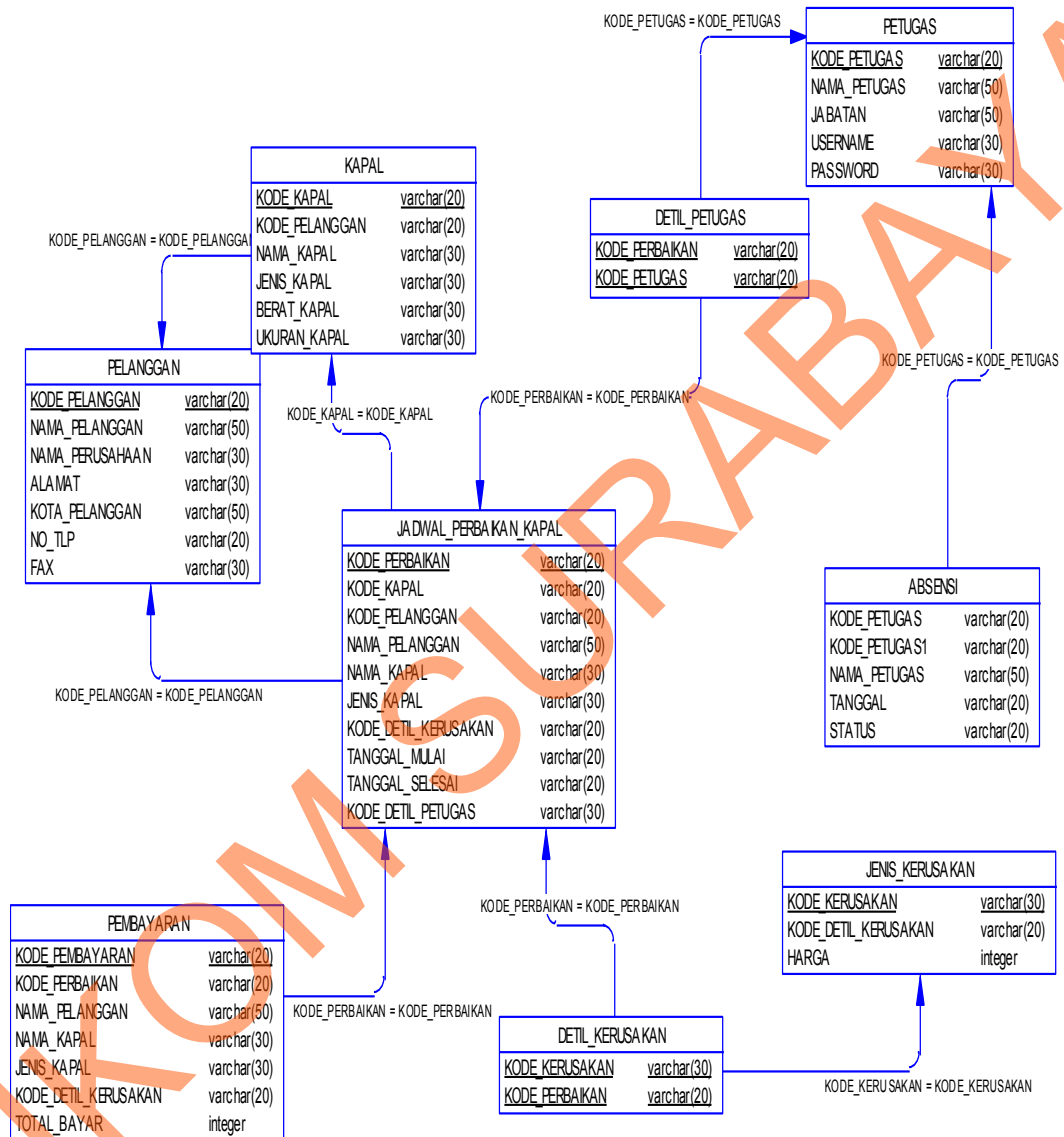 KODE_PETUGAS = KODE_PETUGAS
PETUGAS
KODE_PETUGAS varchar(20)
NAMA_PETUGAS varchar(50)
JABATAN varchar(50)
USERNAME varchar(30)
PASSWORD varchar(30)
KAPAL
KODE_KAPAL varchar(20)
KODE_PELANGGAN varchar(20)
NAMA_KAPAL varchar(30)
JENIS_KAPAL varchar(30)
BERAT_KAPAL varchar(30)
UKURAN_KAPAL varchar(30)
DETIL_PETUGAS
KODE_PERBAIKAN varchar(20)
KODE_PETUGAS varchar(20)
KODE_PELANGGAN = KODE_PELANGGAN
PELANGGAN
KODE_PELANGGAN varchar(20)
NAMA_PELANGGAN varchar(50)
NAMA_PERUSAHAAN varchar(30)
ALAMAT varchar(30)
KOTA_PELANGGAN varchar(50)
NO_TLP varchar(20)
FAX varchar(30)
KODE_KAPAL = KODE_KAPAL
KODE_PERBAIKAN = KODE_PERBAIKAN
KODE_PETUGAS = KODE_PETUGAS
JADWAL_PERBAIKAN_KAPAL
KODE_PERBAIKAN varchar(20)
KODE_KAPAL varchar(20)
KODE_PELANGGAN varchar(20)
NAMA_PELANGGAN varchar(50)
NAMA_KAPAL varchar(30)
JENIS_KAPAL varchar(30)
KODE_DETIL_KERUSAKAN varchar(20)
TANGGAL_MULAI varchar(20)
TANGGAL_SELESAI varchar(20)
KODE_DETIL_PETUGAS varchar(30)
KODE_PELANGGAN = KODE_PELANGGAN
ABSENSI
KODE_PETUGAS varchar(20)
KODE_PETUGAS1 varchar(20)
NAMA_PETUGAS varchar(50)
TANGGAL varchar(20)
STATUS varchar(20)
JENIS_KERUSAKAN
KODE_KERUSAKAN varchar(30)
KODE_DETIL_KERUSAKAN varchar(20)
HARGA integer
KODE_PERBAIKAN = KODE_PERBAIKAN
PEMBAYARAN
KODE_PEMBAYARAN varchar(20)
KODE_PERBAIKAN varchar(20)
NAMA_PELANGGAN varchar(50)
NAMA_KAPAL varchar(30)
JENIS_KAPAL varchar(30)
KODE_DETIL_KERUSAKAN varchar(20)
TOTAL_BAYAR integer
KODE_PERBAIKAN = KODE_PERBAIKAN
DETIL_KERUSAKAN
KODE_KERUSAKAN varchar(30)
KODE_PERBAIKAN varchar(20)
KODE_KERUSAKAN = KODE_KERUSAKAN
IKOM SURABAYA